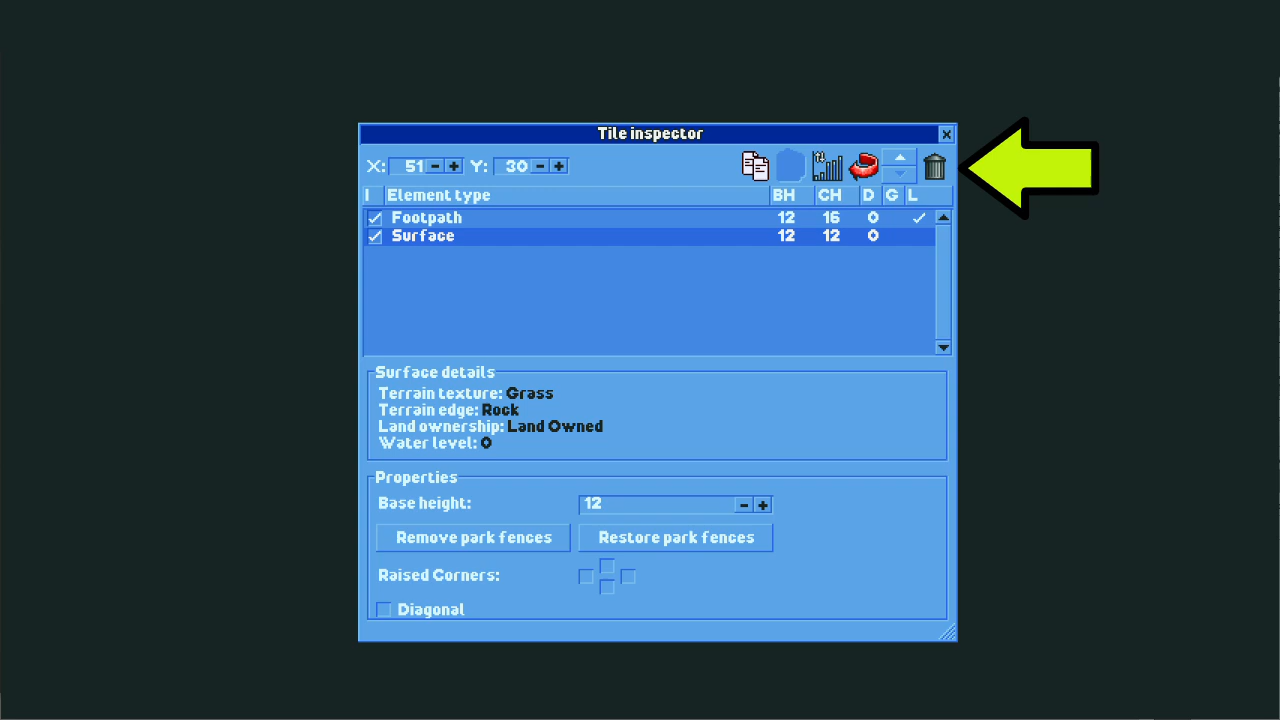 Tile inspector
X: 51 - + Y: 30 - +
I Element type BH CH D G L
Footpath 12 16 0
Surface 12 12 0
Surface details
Terrain texture: Grass
Terrain edge: Rock
Land ownership: Land Owned
Water level: 0
Properties
Base height: 12 - +
Remove park fences Restore park fences
Raised Corners:
Diagonal